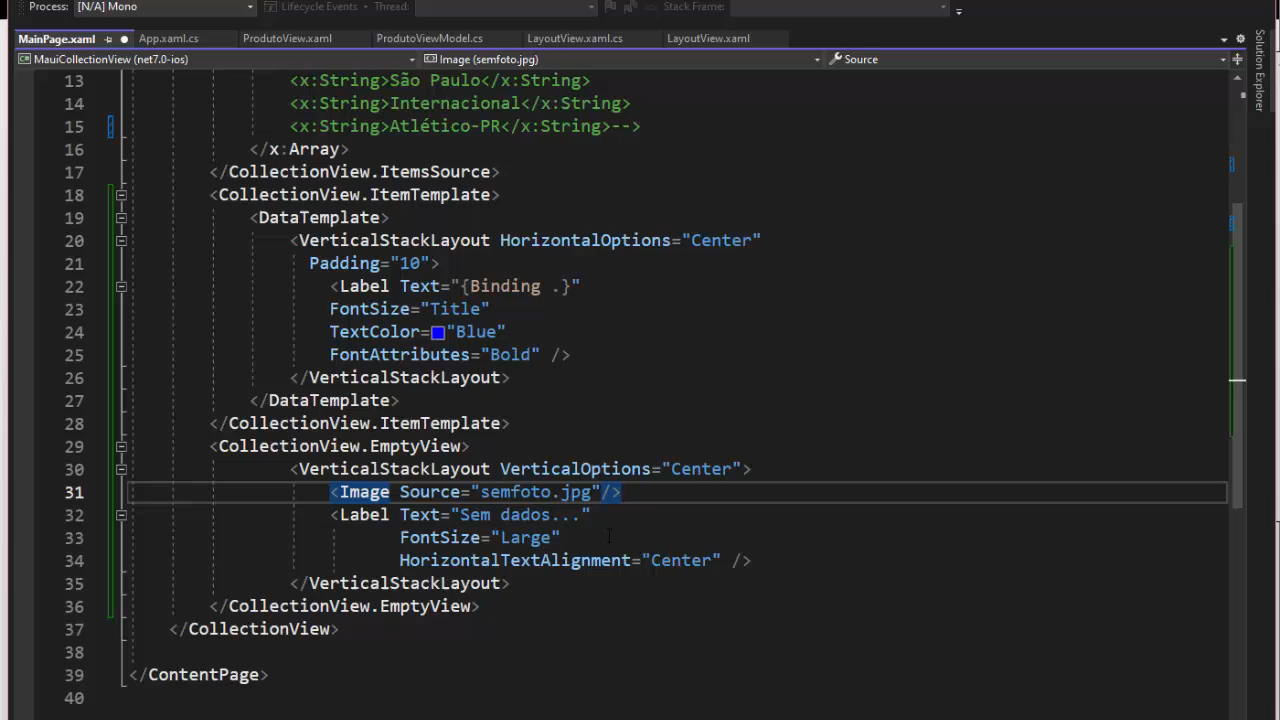 Process: [N/A] Mono Lifecycle Events Thread: Stack Frame:
MainPage.xaml App.xaml.cs ProdutoView.xaml ProdutoViewModel.cs LayoutView.xaml.cs LayoutView.xaml
MauiCollectionView (net7.0-ios) Image (semfoto.jpg) Source
Solution Explorer
13 <x:String>São Paulo</x:String>
14 <x:String>Internacional</x:String>
15 <x:String>Atlético-PR</x:String>-->
16 </x:Array>
17 </CollectionView.ItemsSource>
18 <CollectionView.ItemTemplate>
19 <DataTemplate>
20 <VerticalStackLayout HorizontalOptions="Center"
21 Padding="10">
22 <Label Text="{Binding .}"
23 FontSize="Title"
24 TextColor="Blue"
25 FontAttributes="Bold" />
26 </VerticalStackLayout>
27 </DataTemplate>
28 </CollectionView.ItemTemplate>
29 <CollectionView.EmptyView>
30 <VerticalStackLayout VerticalOptions="Center">
31 <Image Source="semfoto.jpg"/>
32 <Label Text="Sem dados..."
33 FontSize="Large"
34 HorizontalTextAlignment="Center" />
35 </VerticalStackLayout>
36 </CollectionView.EmptyView>
37 </CollectionView>
38
39 </ContentPage>
40